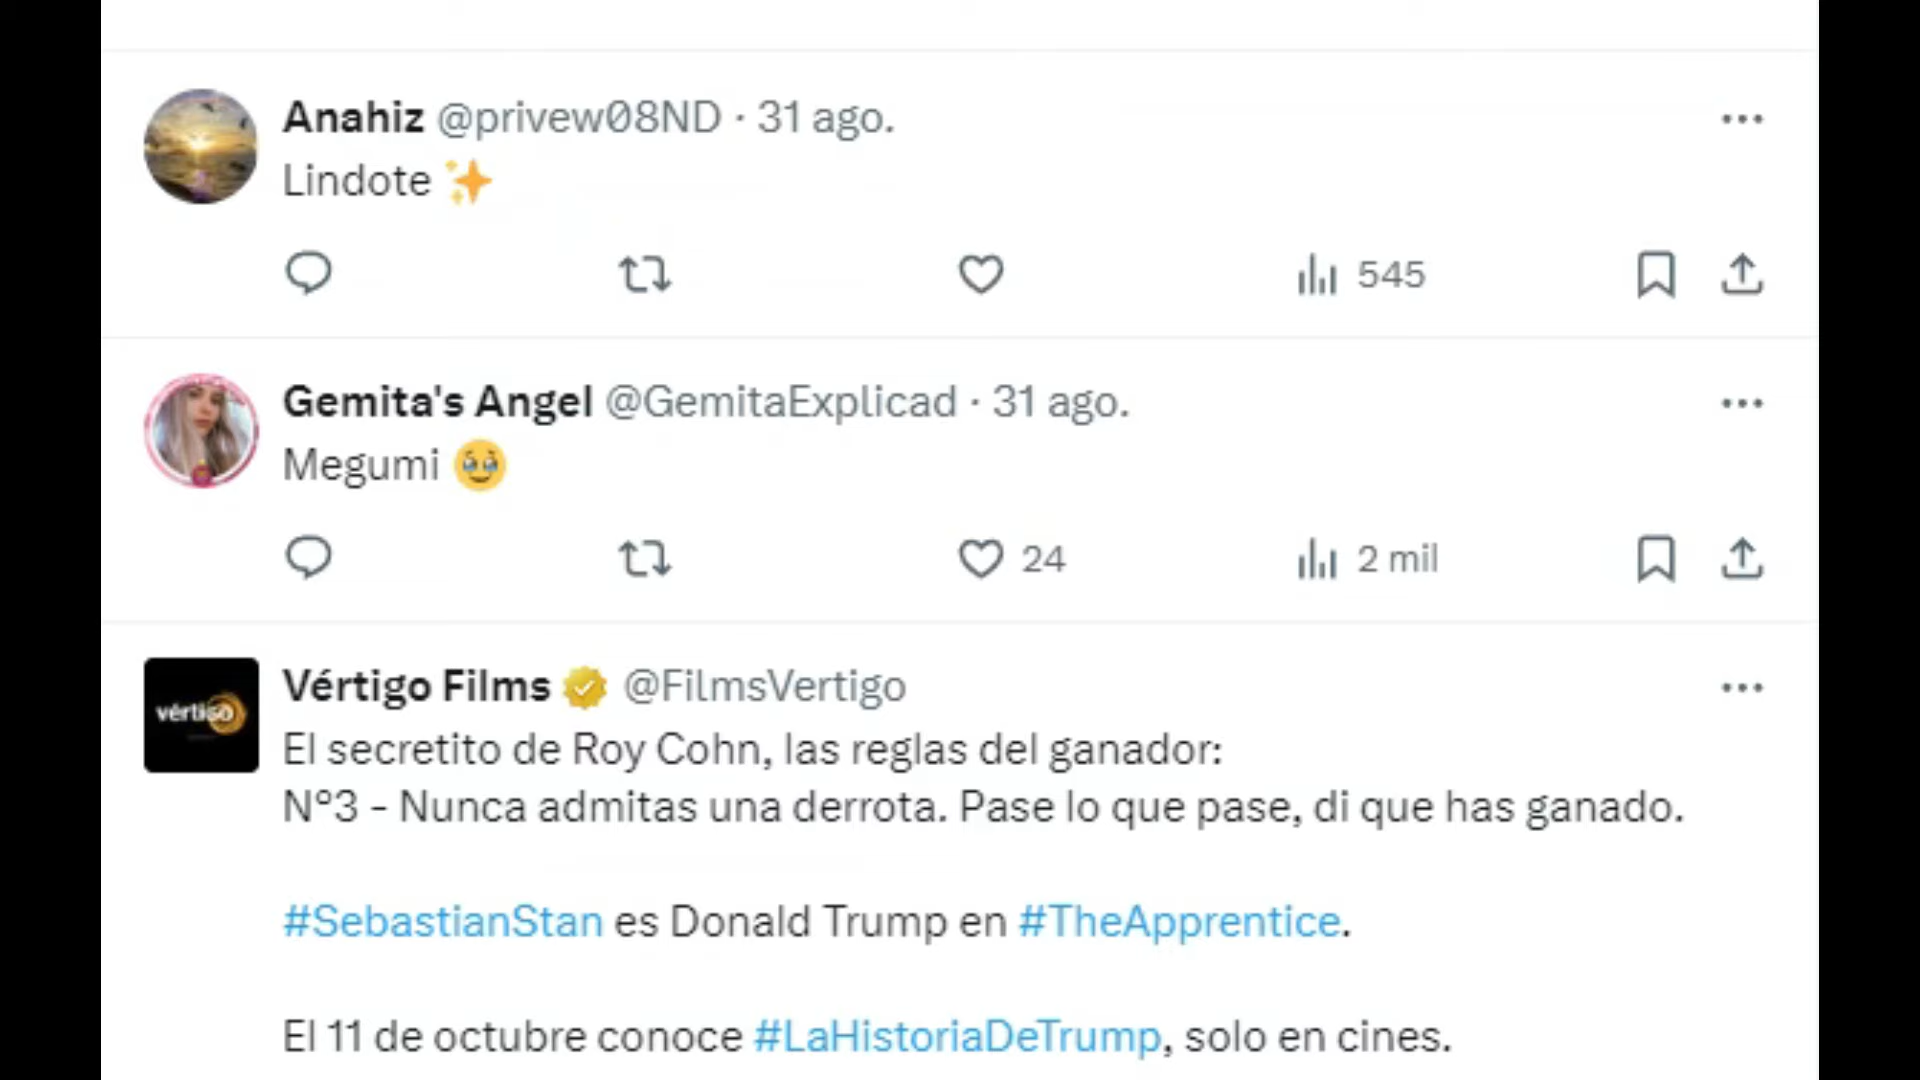 Anahiz @privew08ND · 31 ago.
Lindote ✨
545
Gemita's Angel @GemitaExplicad · 31 ago.
Megumi 🥹
24 2 mil
vértigo
Vértigo Films @FilmsVertigo
El secretito de Roy Cohn, las reglas del ganador:
Nº3 - Nunca admitas una derrota. Pase lo que pase, di que has ganado.
#SebastianStan es Donald Trump en #TheApprentice.
El 11 de octubre conoce #LaHistoriaDeTrump, solo en cines.